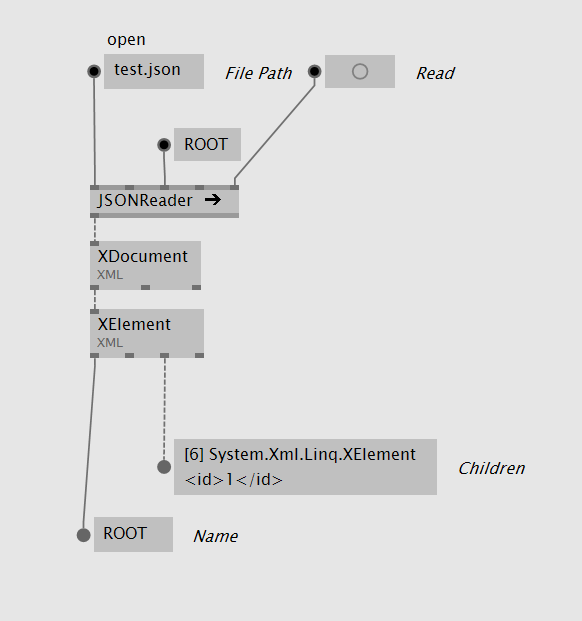 open
test.json
File Path
Read
ROOT
JSONReader ➔
XDocument
XML
XElement
XML
[6] System.Xml.Linq.XElement
<id>1</id>
Children
ROOT
Name